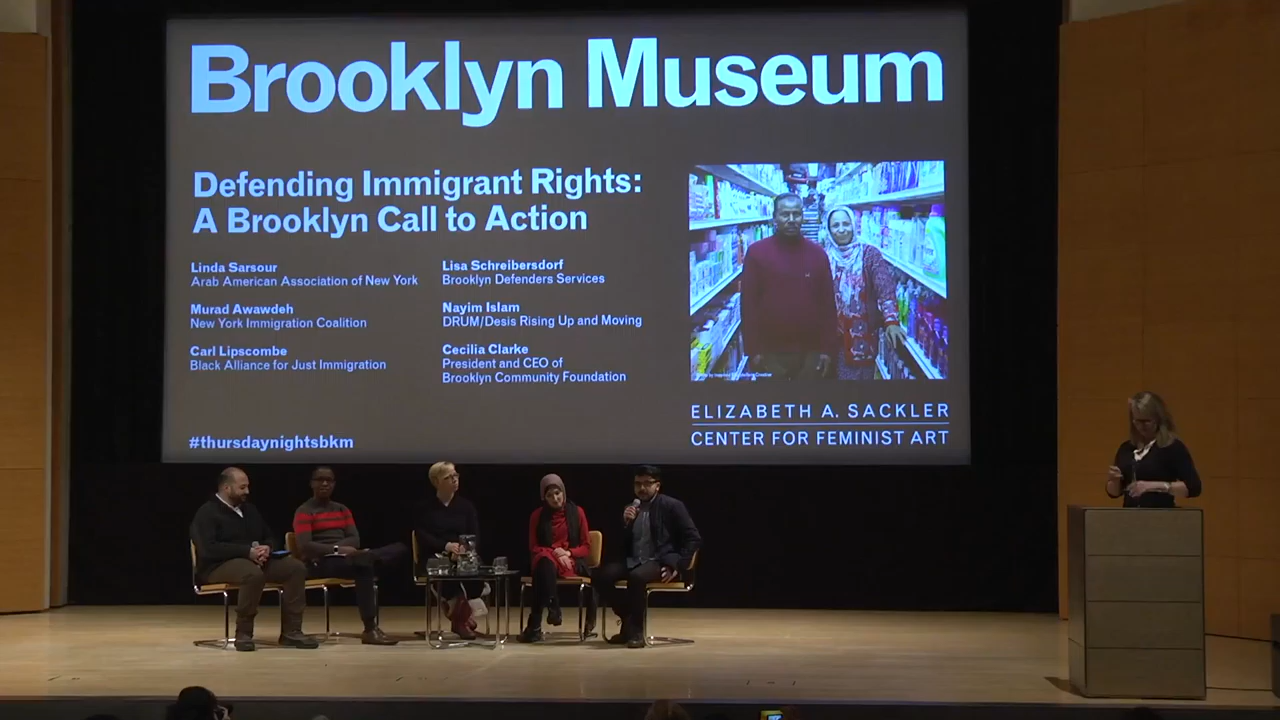 Brooklyn Museum
Defending Immigrant Rights:
A Brooklyn Call to Action
Linda Sarsour
Arab American Association of New York
Murad Awawdeh
New York Immigration Coalition
Carl Lipscombe
Black Alliance for Just Immigration
Lisa Schreibersdorf
Brooklyn Defenders Services
Nayim Islam
DRUM/Desis Rising Up and Moving
Cecilia Clarke
President and CEO of
Brooklyn Community Foundation
#thursdaynightsbkm
ELIZABETH A. SACKLER
CENTER FOR FEMINIST ART